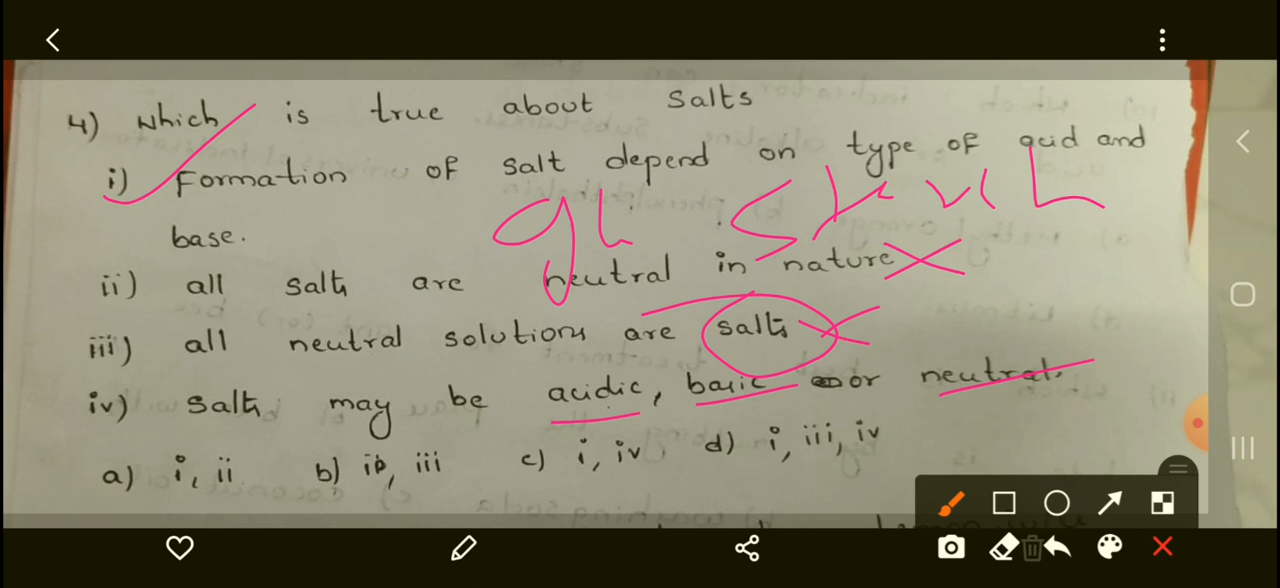 4) Which is true about salts
i) Formation of salt depend on type of acid and
base.
ii) all salts are neutral in nature
iii) all neutral solutions are salts
iv) salts may be acidic, basic or neutral.
a) i, ii b) ii, iii c) i, iv d) i, iii, iv